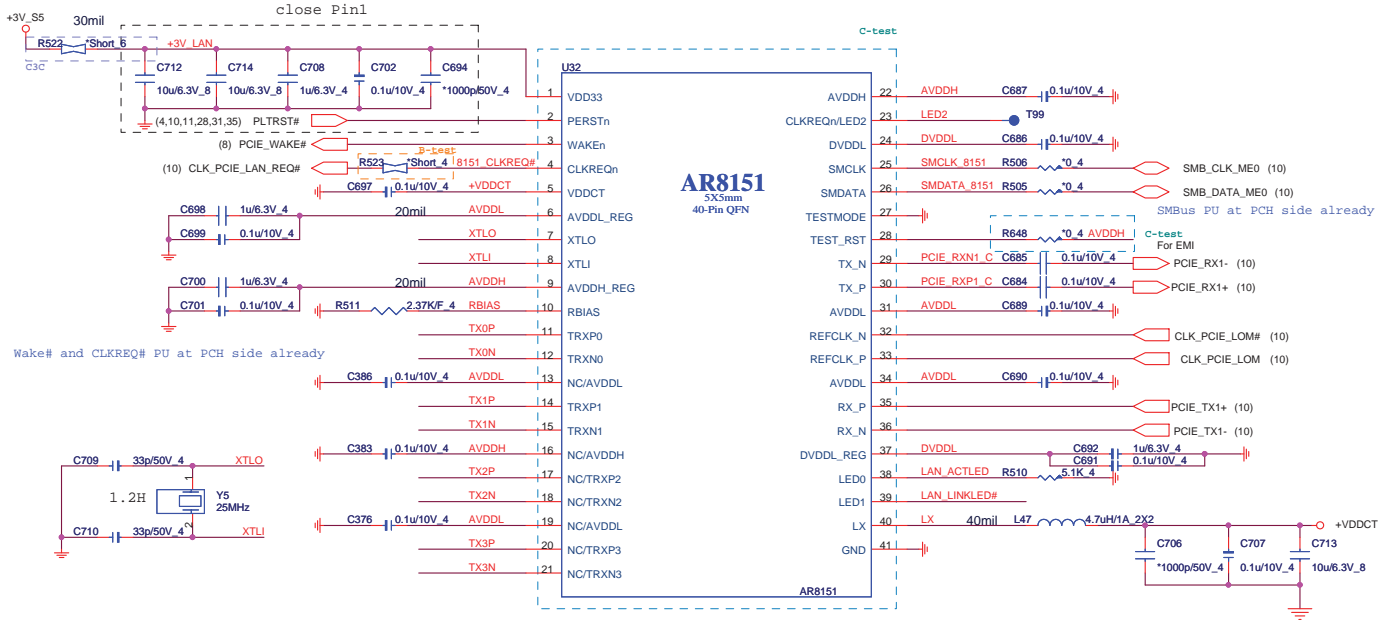 close Pin1
+3V_S5
30mil
R522
*Short_6
+3V_LAN
C3C
C712
10u/6.3V_8
C714
10u/6.3V_8
C708
1u/6.3V_4
C702
0.1u/10V_4
C694
*1000p/50V_4
C-test
U32
AR8151
5X5mm
40-Pin QFN
AR8151
(4,10,11,28,31,35) PLTRST#
(8) PCIE_WAKE#
B-test
(10) CLK_PCIE_LAN_REQ#
R523
*Short_4
8151_CLKREQ#
C697
0.1u/10V_4
+VDDCT
C698
1u/6.3V_4
20mil
AVDDL
C699
0.1u/10V_4
XTLO
XTLI
C700
1u/6.3V_4
20mil
AVDDH
C701
0.1u/10V_4
R511
2.37K/F_4
RBIAS
TX0P
TX0N
Wake# and CLKREQ# PU at PCH side already
C386
0.1u/10V_4
AVDDL
TX1P
TX1N
C383
0.1u/10V_4
AVDDH
TX2P
TX2N
C376
0.1u/10V_4
AVDDL
TX3P
TX3N
C709
33p/50V_4
XTLO
1.2H
1
2
Y5
25MHz
C710
33p/50V_4
XTLI
1 VDD33
2 PERSTn
3 WAKEn
4 CLKREQn
5 VDDCT
6 AVDDL_REG
7 XTLO
8 XTLI
9 AVDDH_REG
10 RBIAS
11 TRXP0
12 TRXN0
13 NC/AVDDL
14 TRXP1
15 TRXN1
16 NC/AVDDH
17 NC/TRXP2
18 NC/TRXN2
19 NC/AVDDL
20 NC/TRXP3
21 NC/TRXN3
AVDDH 22
CLKREQn/LED2 23
DVDDL 24
SMCLK 25
SMDATA 26
TESTMODE 27
TEST_RST 28
TX_N 29
TX_P 30
AVDDL 31
REFCLK_N 32
REFCLK_P 33
AVDDL 34
RX_P 35
RX_N 36
DVDDL_REG 37
LED0 38
LED1 39
LX 40
GND 41
AVDDH
C687
0.1u/10V_4
LED2
T99
DVDDL
C686
0.1u/10V_4
SMCLK_8151
R506
*0_4
SMB_CLK_ME0 (10)
SMDATA_8151
R505
*0_4
SMB_DATA_ME0 (10)
SMBus PU at PCH side already
R648
*0_4
AVDDH
C-test
For EMI
PCIE_RXN1_C
C685
0.1u/10V_4
PCIE_RX1- (10)
PCIE_RXP1_C
C684
0.1u/10V_4
PCIE_RX1+ (10)
AVDDL
C689
0.1u/10V_4
CLK_PCIE_LOM# (10)
CLK_PCIE_LOM (10)
AVDDL
C690
0.1u/10V_4
PCIE_TX1+ (10)
PCIE_TX1- (10)
DVDDL
C692
1u/6.3V_4
C691
0.1u/10V_4
LAN_ACTLED
R510
5.1K_4
LAN_LINKLED#
LX
40mil
L47
4.7uH/1A_2X2
+VDDCT
C706
*1000p/50V_4
C707
0.1u/10V_4
C713
10u/6.3V_8